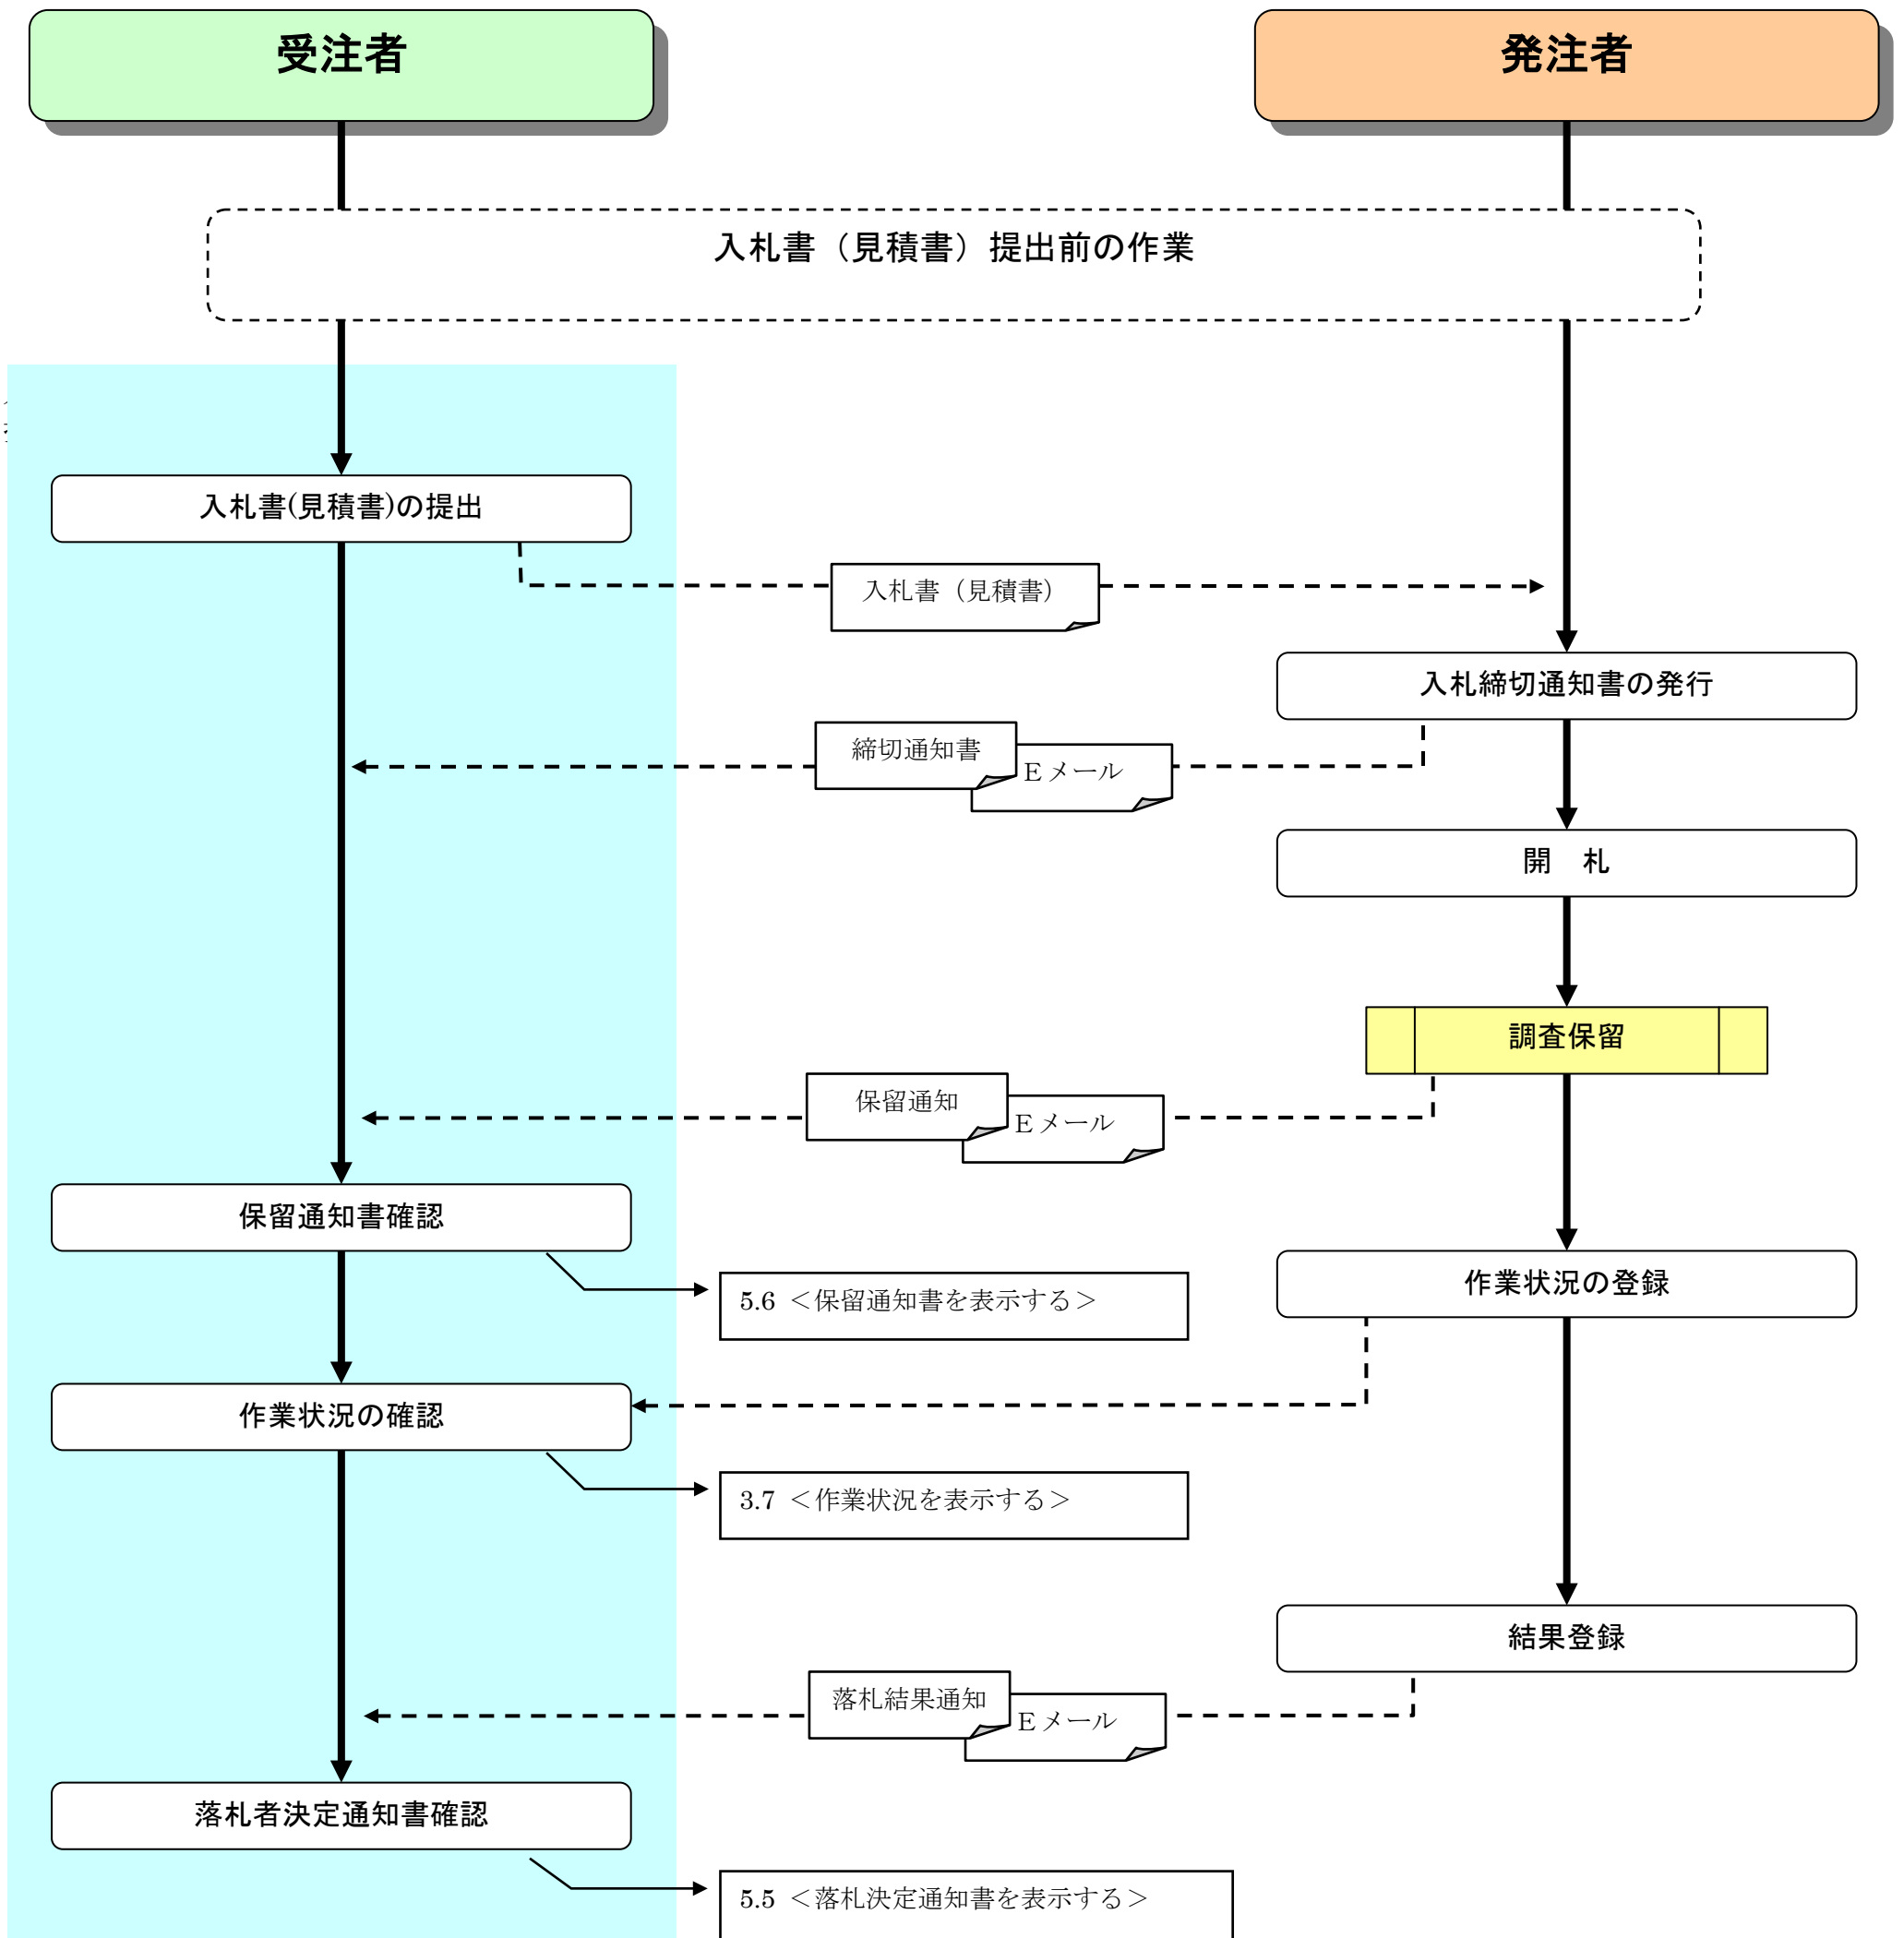 受注者
発注者
入札書（見積書）提出前の作業
入札書(見積書)の提出
入札書（見積書）
入札締切通知書の発行
締切通知書
Ｅメール
開　札
調査保留
保留通知
Ｅメール
保留通知書確認
作業状況の登録
5.6 ＜保留通知書を表示する＞
作業状況の確認
3.7 ＜作業状況を表示する＞
結果登録
落札結果通知
Ｅメール
落札者決定通知書確認
5.5 ＜落札決定通知書を表示する＞